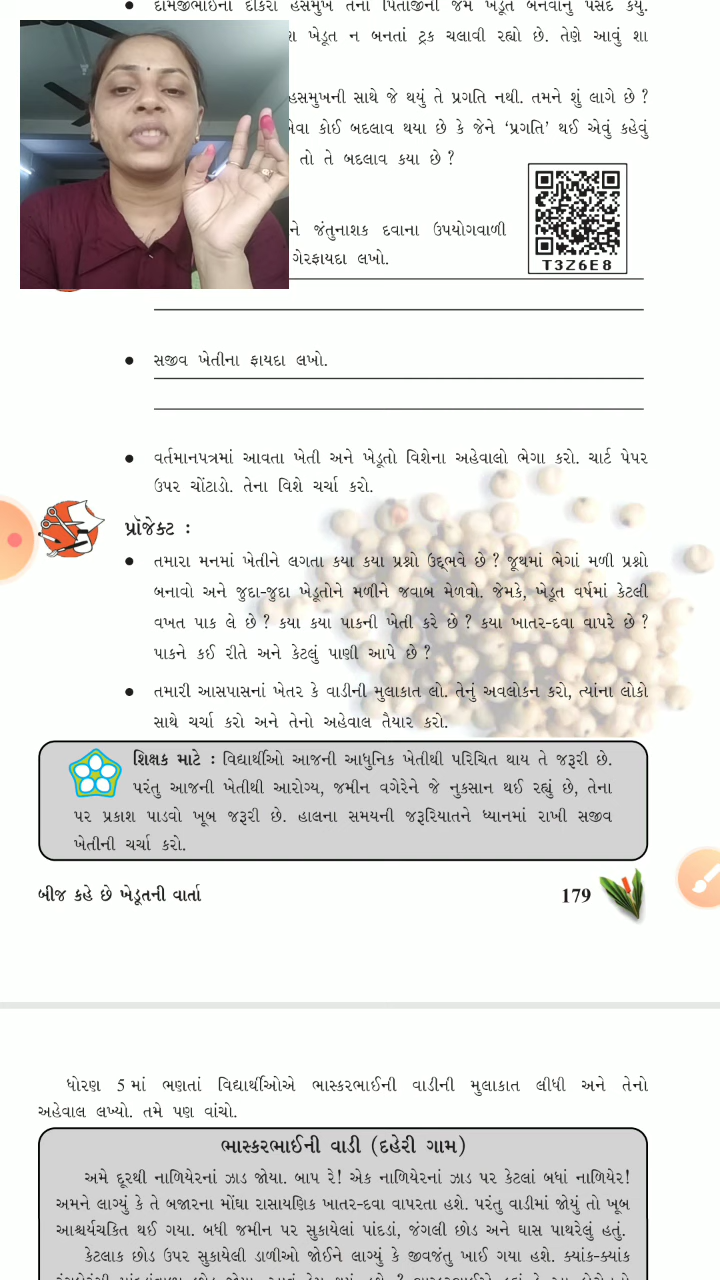 દામજીભાઈના દીકરા હસમુખે તેના પિતાજીની જેમ ખેડૂત બનવાનું પસંદ કર્યું.
ખેડૂત ન બનતાં ટ્રક ચલાવી રહ્યો છે. તેણે આવું શા
હસમુખની સાથે જે થયું તે પ્રગતિ નથી. તમને શું લાગે છે ?
કોઈ બદલાવ થયા છે કે જેને ‘પ્રગતિ’ થઈ એવું કહેવું
તો તે બદલાવ કયા છે ?
ને જંતુનાશક દવાના ઉપયોગવાળી
ગેરફાયદા લખો.
T3Z6E8
● સજીવ ખેતીના ફાયદા લખો.
● વર્તમાનપત્રમાં આવતા ખેતી અને ખેડૂતો વિશેના અહેવાલો ભેગા કરો. ચાર્ટ પેપર
ઉપર ચોંટાડો. તેના વિશે ચર્ચા કરો.
પ્રૉજેક્ટ :
● તમારા મનમાં ખેતીને લગતા કયા કયા પ્રશ્નો ઉદ્ભવે છે ? જૂથમાં ભેગાં મળી પ્રશ્નો
બનાવો અને જુદા-જુદા ખેડૂતોને મળીને જવાબ મેળવો. જેમકે, ખેડૂત વર્ષમાં કેટલી
વખત પાક લે છે ? કયા કયા પાકની ખેતી કરે છે ? કયા ખાતર-દવા વાપરે છે ?
પાકને કઈ રીતે અને કેટલું પાણી આપે છે ?
● તમારી આસપાસનાં ખેતર કે વાડીની મુલાકાત લો. તેનું અવલોકન કરો, ત્યાંના લોકો
સાથે ચર્ચા કરો અને તેનો અહેવાલ તૈયાર કરો.
શિક્ષક માટે : વિદ્યાર્થીઓ આજની આધુનિક ખેતીથી પરિચિત થાય તે જરૂરી છે.
પરંતુ આજની ખેતીથી આરોગ્ય, જમીન વગેરેને જે નુકસાન થઈ રહ્યું છે, તેના
પર પ્રકાશ પાડવો ખૂબ જરૂરી છે. હાલના સમયની જરૂરિયાતને ધ્યાનમાં રાખી સજીવ
ખેતીની ચર્ચા કરો.
બીજ કહે છે ખેડૂતની વાર્તા 179
ધોરણ 5માં ભણતાં વિદ્યાર્થીઓએ ભાસ્કરભાઈની વાડીની મુલાકાત લીધી અને તેનો
અહેવાલ લખ્યો. તમે પણ વાંચો.
ભાસ્કરભાઈની વાડી (દહેરી ગામ)
અમે દૂરથી નાળિયેરનાં ઝાડ જોયા. બાપ રે! એક નાળિયેરનાં ઝાડ પર કેટલાં બધાં નાળિયેર!
અમને લાગ્યું કે તે બજારના મોંઘા રાસાયણિક ખાતર-દવા વાપરતા હશે. પરંતુ વાડીમાં જોયું તો ખૂબ
આશ્ચર્યચકિત થઈ ગયા. બધી જમીન પર સુકાયેલાં પાંદડાં, જંગલી છોડ અને ઘાસ પાથરેલું હતું.
કેટલાક છોડ ઉપર સુકાયેલી ડાળીઓ જોઈને લાગ્યું કે જીવજંતુ ખાઈ ગયા હશે. ક્યાંક-ક્યાંક